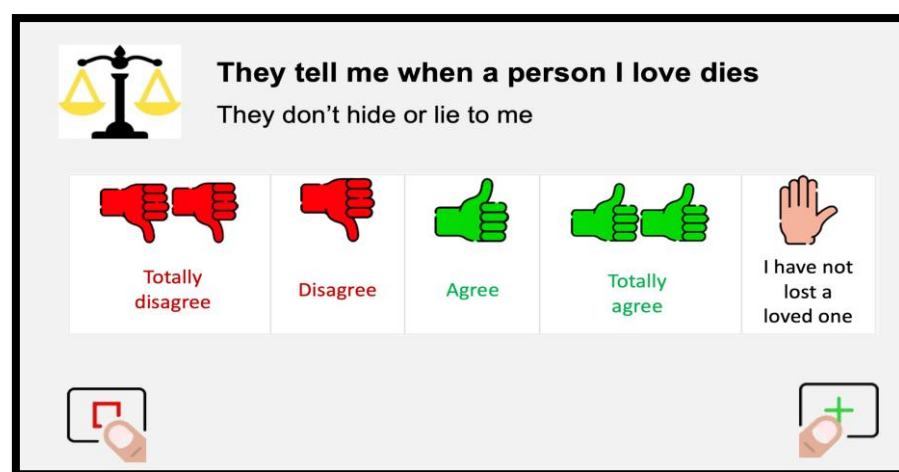 They tell me when a person I love dies
They don’t hide or lie to me
Totally
disagree
Disagree
Agree
Totally
agree
I have not
lost a
loved one